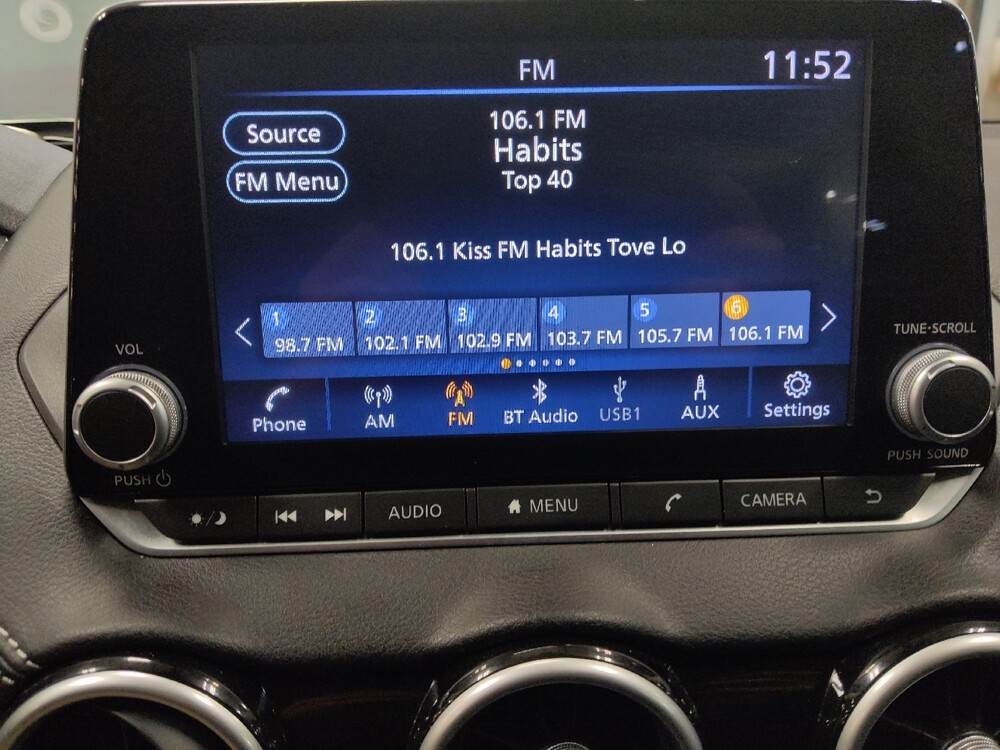 FM
11:52
Source
FM Menu
106.1 FM
Habits
Top 40
106.1 Kiss FM Habits Tove Lo
1 2 3 4 5 6
98.7 FM 102.1 FM 102.9 FM 103.7 FM 105.7 FM 106.1 FM
Phone AM FM BT Audio USB1 AUX Settings
VOL
PUSH
TUNE·SCROLL
PUSH SOUND
AUDIO MENU CAMERA